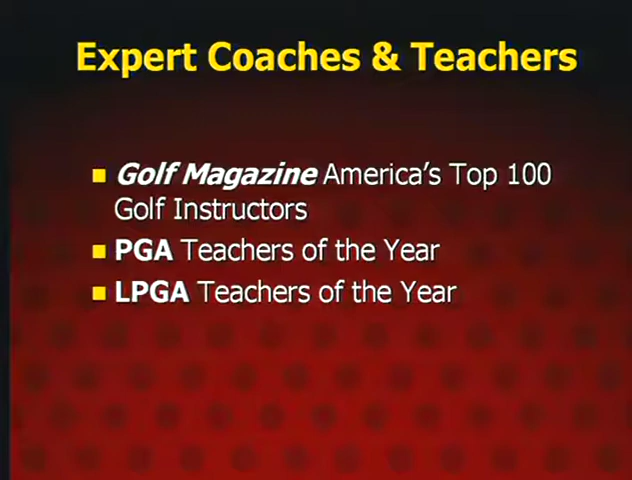 Expert Coaches & Teachers
Golf Magazine America's Top 100
Golf Instructors
PGA Teachers of the Year
LPGA Teachers of the Year